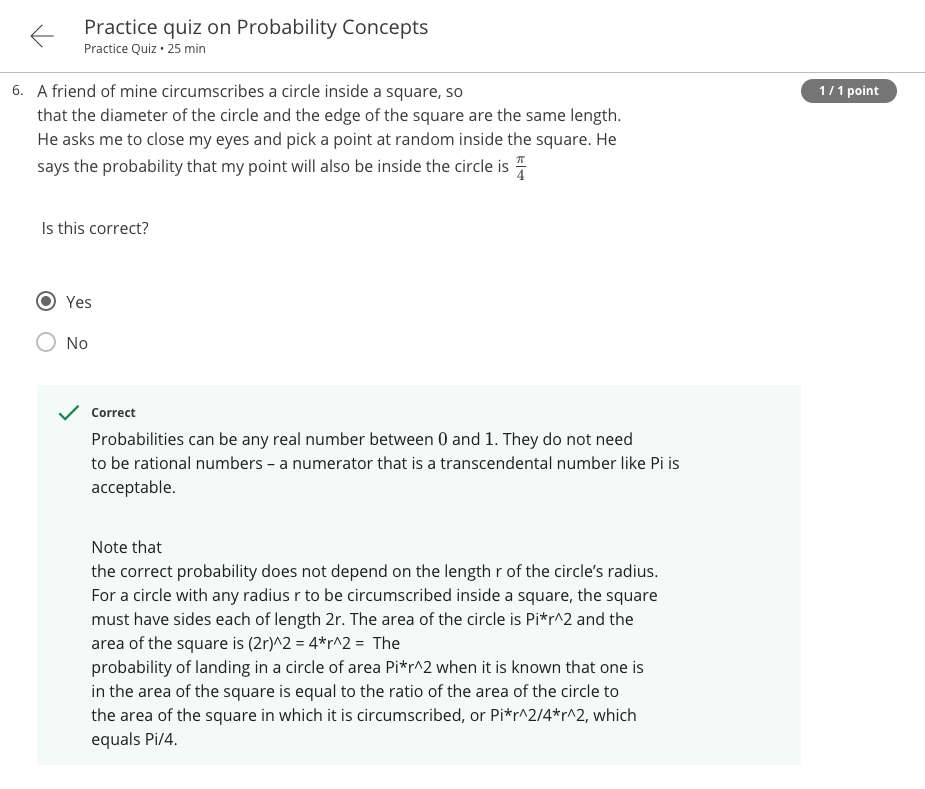 Practice quiz on Probability Concepts
Practice Quiz • 25 min
6. A friend of mine circumscribes a circle inside a square, so
1 / 1 point
that the diameter of the circle and the edge of the square are the same length.
He asks me to close my eyes and pick a point at random inside the square. He
says the probability that my point will also be inside the circle is π/4
Is this correct?
Yes
No
Correct
Probabilities can be any real number between 0 and 1. They do not need
to be rational numbers – a numerator that is a transcendental number like Pi is
acceptable.
Note that
the correct probability does not depend on the length r of the circle’s radius.
For a circle with any radius r to be circumscribed inside a square, the square
must have sides each of length 2r. The area of the circle is Pi*r^2 and the
area of the square is (2r)^2 = 4*r^2 =  The
probability of landing in a circle of area Pi*r^2 when it is known that one is
in the area of the square is equal to the ratio of the area of the circle to
the area of the square in which it is circumscribed, or Pi*r^2/4*r^2, which
equals Pi/4.